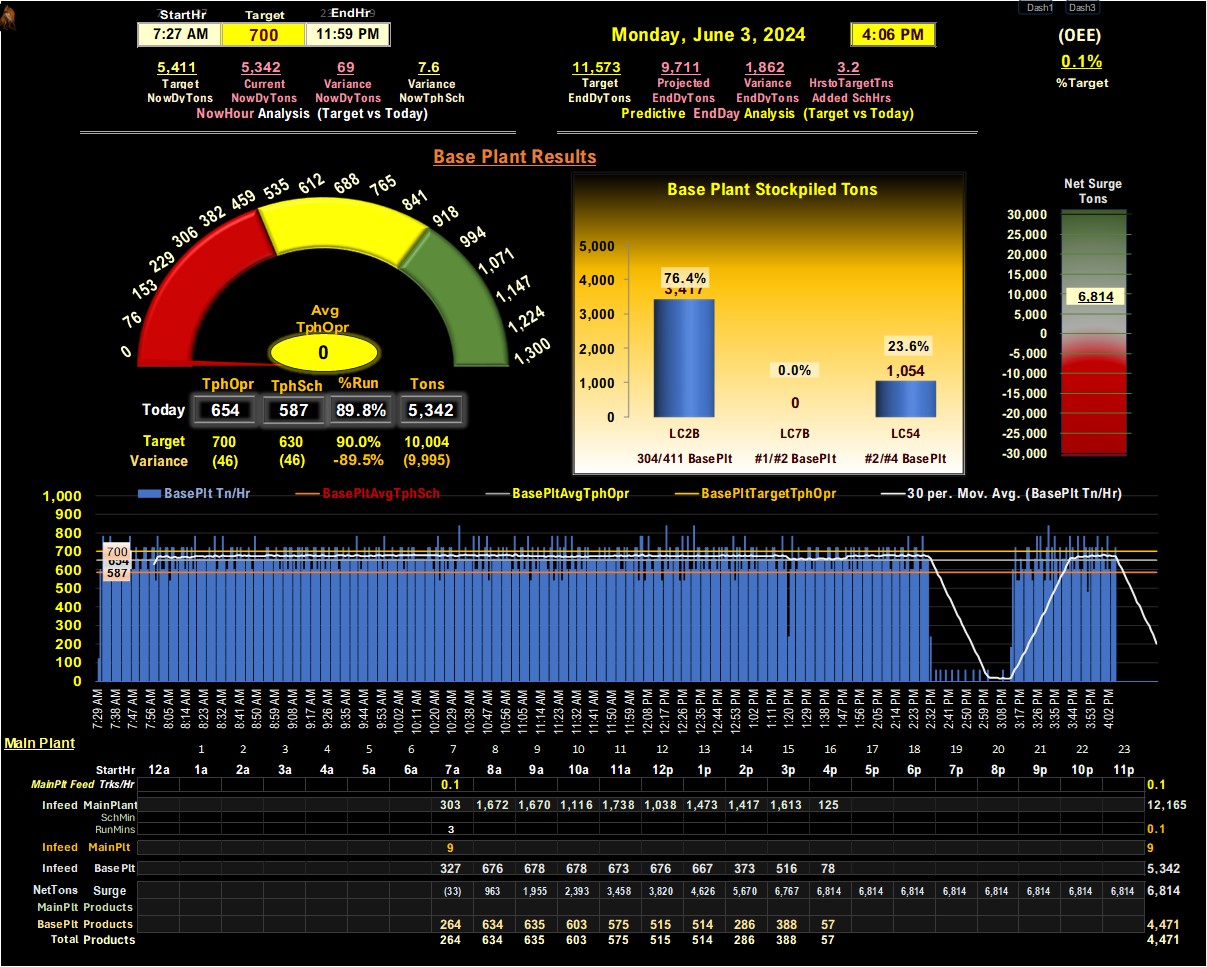 StartHr Target EndHr
7:27 AM 700 11:59 PM
Monday, June 3, 2024 4:06 PM
Dash1 Dash3
(OEE)
0.1%
%Target
5,411 5,342 69 7.6
Target Current Variance Variance
NowDyTons NowDyTons NowDyTons NowTphSch
NowHour Analysis (Target vs Today)
11,573 9,711 1,862 3.2
Target Projected Variance HrstoTargetTns
EndDyTons EndDyTons EndDyTons Added SchHrs
Predictive EndDay Analysis (Target vs Today)
Base Plant Results
0 76 153 229 306 382 459 535 612 688 765 841 918 994 1,071 1,147 1,224 1,300
Avg
TphOpr
0
TphOpr TphSch %Run Tons
Today 654 587 89.8% 5,342
Target 700 630 90.0% 10,004
Variance (46) (46) -89.5% (9,995)
Base Plant Stockpiled Tons
5,000
4,000
3,000
2,000
1,000
0
76.4%
3,417
0.0%
0
23.6%
1,054
LC2B LC7B LC54
304/411 BasePlt #1/#2 BasePlt #2/#4 BasePlt
Net Surge
Tons
30,000
25,000
20,000
15,000
10,000
5,000
0
-5,000
-10,000
-15,000
-20,000
-25,000
-30,000
6,814
BasePlt Tn/Hr BasePltAvgTphSch BasePltAvgTphOpr BasePltTargetTphOpr 30 per. Mov. Avg. (BasePlt Tn/Hr)
1,000
900
800
700
600
500
400
300
200
100
0
700
654
587
7:29 AM 7:38 AM 7:47 AM 7:56 AM 8:05 AM 8:14 AM 8:23 AM 8:32 AM 8:41 AM 8:50 AM 8:59 AM 9:08 AM 9:17 AM 9:26 AM 9:35 AM 9:44 AM 9:53 AM 10:02 AM 10:11 AM 10:20 AM 10:29 AM 10:38 AM 10:47 AM 10:56 AM 11:05 AM 11:14 AM 11:23 AM 11:32 AM 11:41 AM 11:50 AM 11:59 AM 12:08 PM 12:17 PM 12:26 PM 12:35 PM 12:44 PM 12:53 PM 1:02 PM 1:11 PM 1:20 PM 1:29 PM 1:38 PM 1:47 PM 1:56 PM 2:05 PM 2:14 PM 2:23 PM 2:32 PM 2:41 PM 2:50 PM 2:59 PM 3:08 PM 3:17 PM 3:26 PM 3:35 PM 3:44 PM 3:53 PM 4:02 PM
Main Plant
1 2 3 4 5 6 7 8 9 10 11 12 13 14 15 16 17 18 19 20 21 22 23
StartHr 12a 1a 2a 3a 4a 5a 6a 7a 8a 9a 10a 11a 12p 1p 2p 3p 4p 5p 6p 7p 8p 9p 10p 11p
MainPlt Feed Trks/Hr 0.1 0.1
Infeed MainPlant 303 1,672 1,670 1,116 1,738 1,038 1,473 1,417 1,613 125 12,165
SchMin
RunMins 3 0.1
Infeed MainPlt 9 9
Infeed BasePlt 327 676 678 678 673 676 667 373 516 78 5,342
NetTons Surge (33) 963 1,955 2,393 3,458 3,820 4,626 5,670 6,767 6,814 6,814 6,814 6,814 6,814 6,814 6,814 6,814 6,814
MainPlt Products
BasePlt Products 264 634 635 603 575 515 514 286 388 57 4,471
Total Products 264 634 635 603 575 515 514 286 388 57 4,471